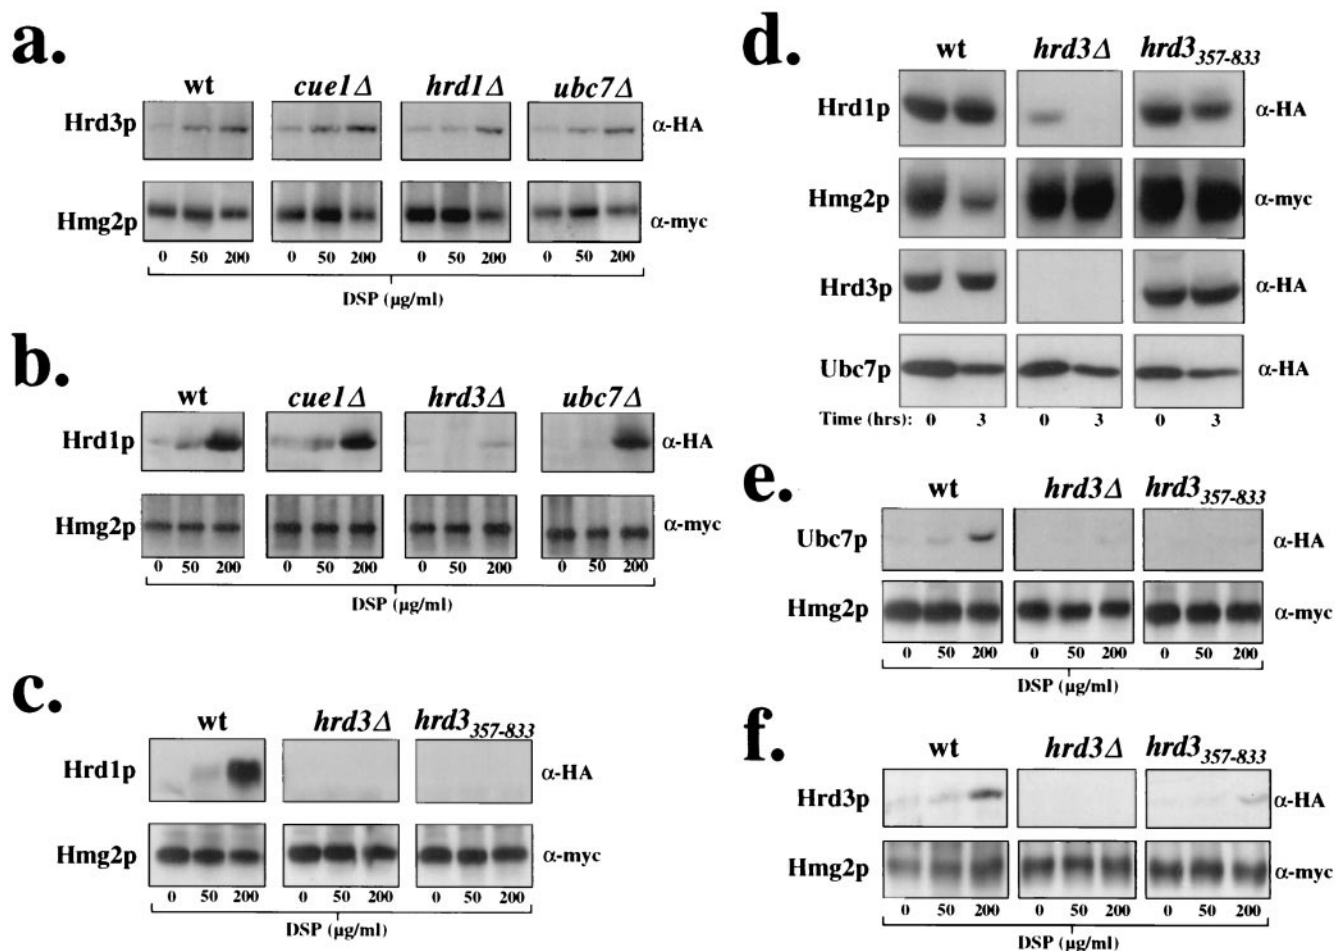 a.
wt cue1Δ hrd1Δ ubc7Δ
Hrd3p α-HA
Hmg2p α-myc
0 50 200 0 50 200 0 50 200 0 50 200
DSP (μg/ml)
b.
wt cue1Δ hrd3Δ ubc7Δ
Hrd1p α-HA
Hmg2p α-myc
0 50 200 0 50 200 0 50 200 0 50 200
DSP (μg/ml)
c.
wt hrd3Δ hrd3357-833
Hrd1p α-HA
Hmg2p α-myc
0 50 200 0 50 200 0 50 200
DSP (μg/ml)
d.
wt hrd3Δ hrd3357-833
Hrd1p α-HA
Hmg2p α-myc
Hrd3p α-HA
Ubc7p α-HA
Time (hrs): 0 3 0 3 0 3
e.
wt hrd3Δ hrd3357-833
Ubc7p α-HA
Hmg2p α-myc
0 50 200 0 50 200 0 50 200
DSP (μg/ml)
f.
wt hrd3Δ hrd3357-833
Hrd3p α-HA
Hmg2p α-myc
0 50 200 0 50 200 0 50 200
DSP (μg/ml)